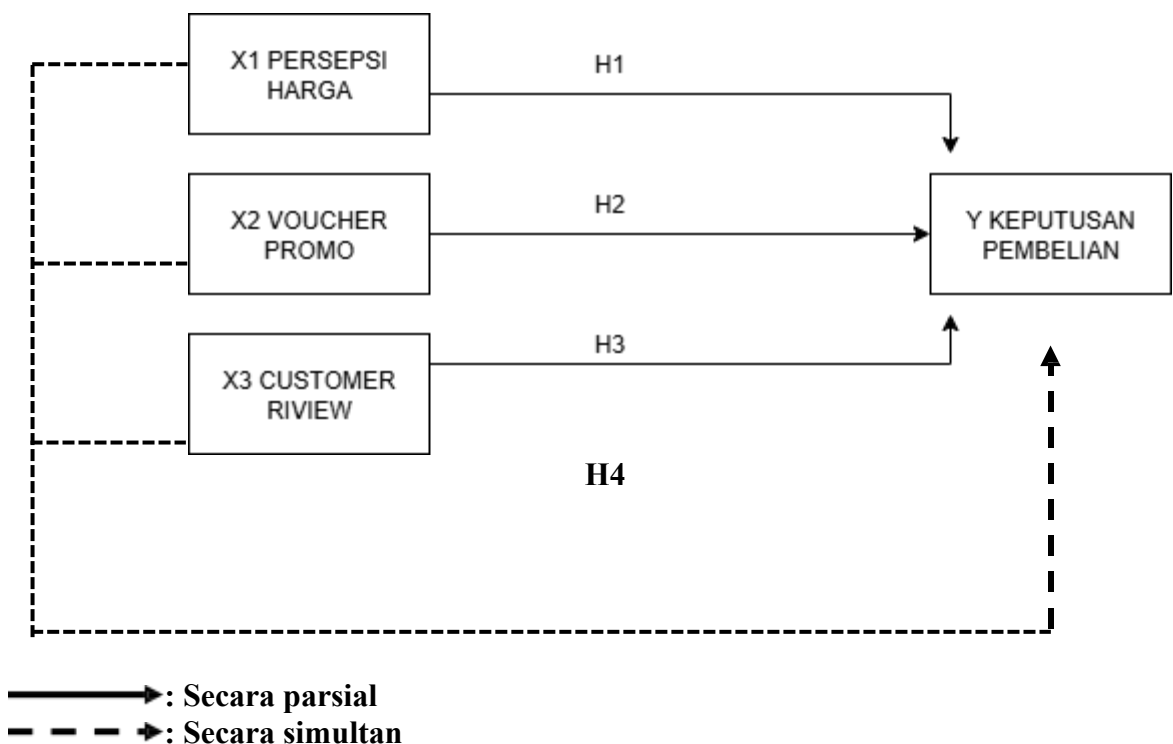 X1 PERSEPSI
HARGA
H1
X2 VOUCHER
PROMO
H2
Y KEPUTUSAN
PEMBELIAN
X3 CUSTOMER
RIVIEW
H3
H4
: Secara parsial
: Secara simultan